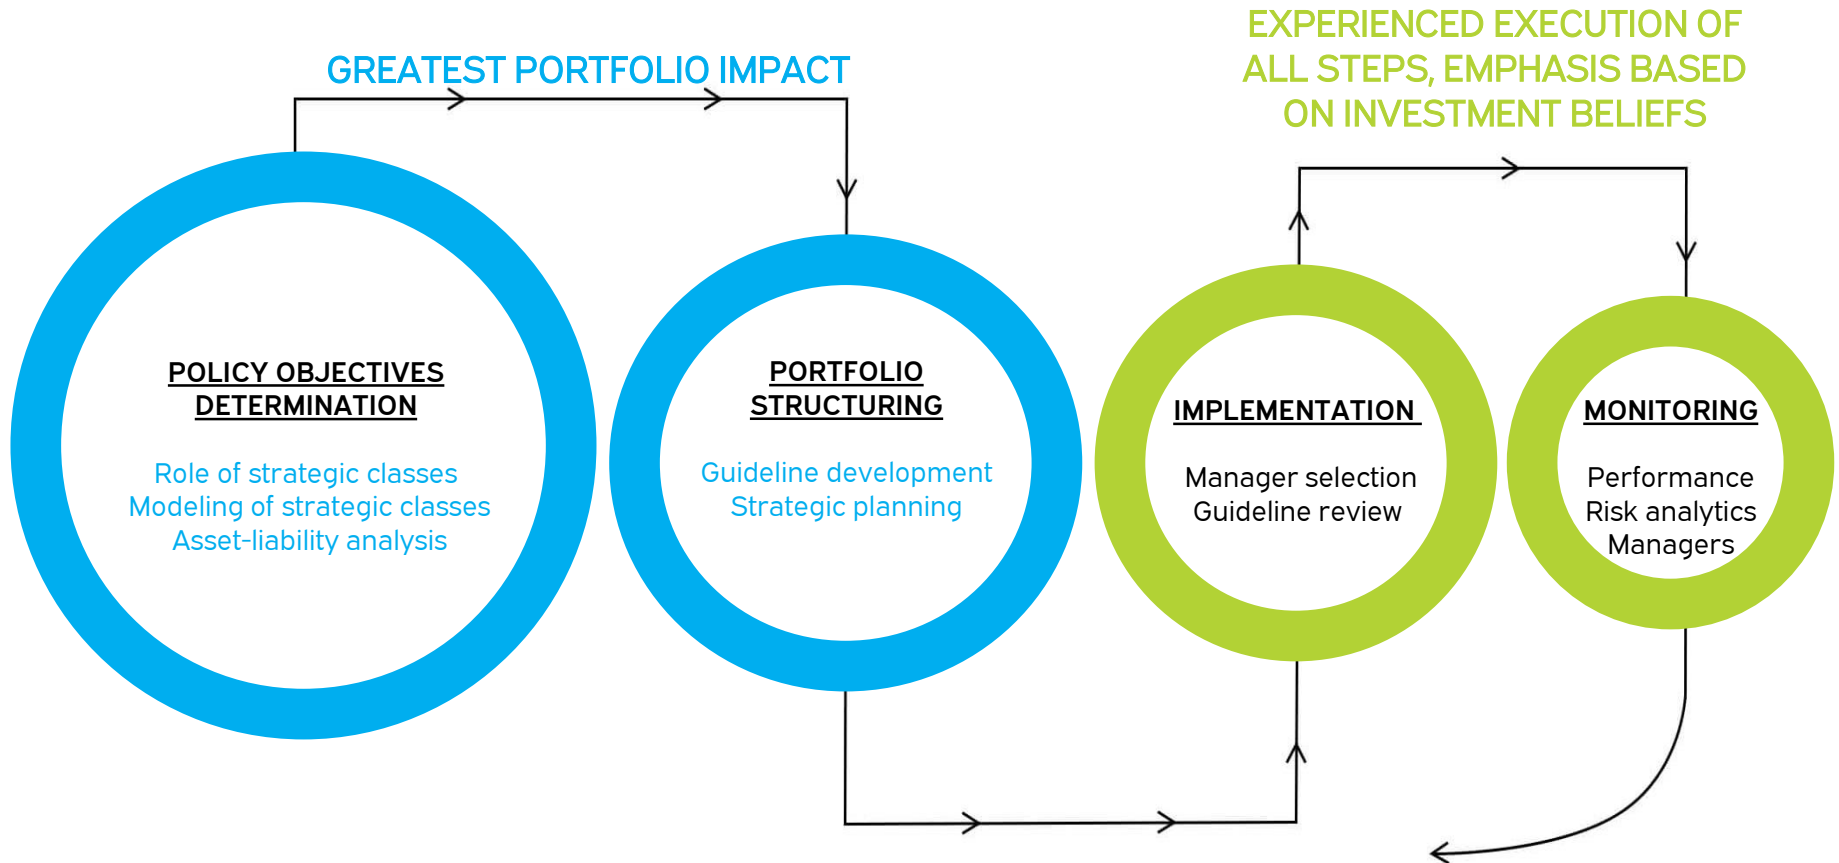 GREATEST PORTFOLIO IMPACT
EXPERIENCED EXECUTION OF
ALL STEPS, EMPHASIS BASED
ON INVESTMENT BELIEFS
POLICY OBJECTIVES
DETERMINATION
Role of strategic classes
Modeling of strategic classes
Asset-liability analysis
PORTFOLIO
STRUCTURING
Guideline development
Strategic planning
IMPLEMENTATION
Manager selection
Guideline review
MONITORING
Performance
Risk analytics
Managers